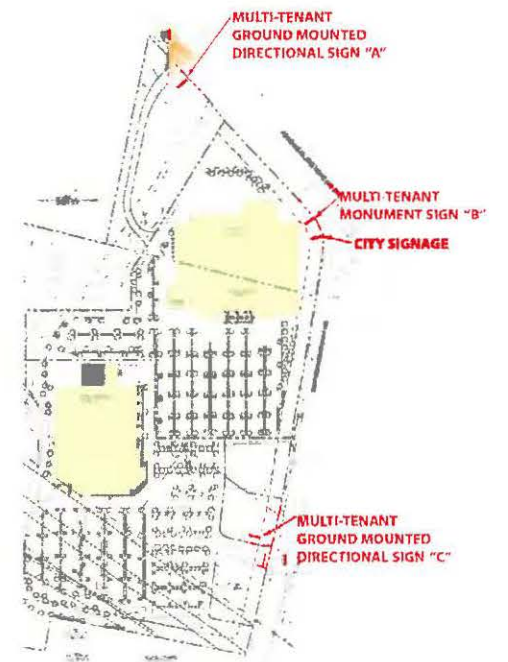 MULTI-TENANT
GROUND MOUNTED
DIRECTIONAL SIGN "A"
MULTI-TENANT
MONUMENT SIGN "B"
CITY SIGNAGE
MULTI-TENANT
GROUND MOUNTED
DIRECTIONAL SIGN "C"